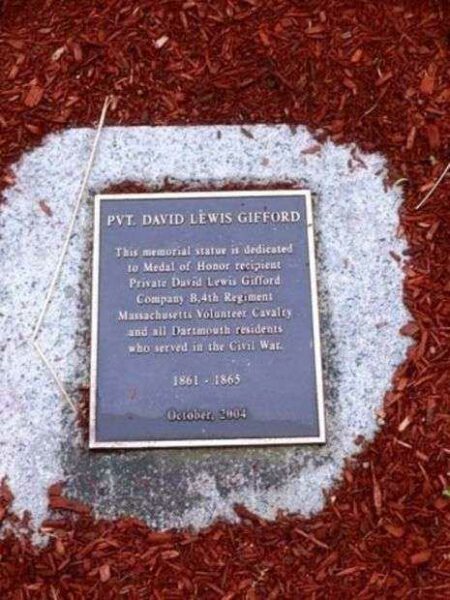 PVT. DAVID LEWIS GIFFORD
This memorial statue is dedicated
to Medal of Honor recipient
Private David Lewis Gifford
Company B,4th Regiment
Massachusetts Volunteer Cavalry
and all Dartmouth residents
who served in the Civil War.
1861 - 1865
October, 2004